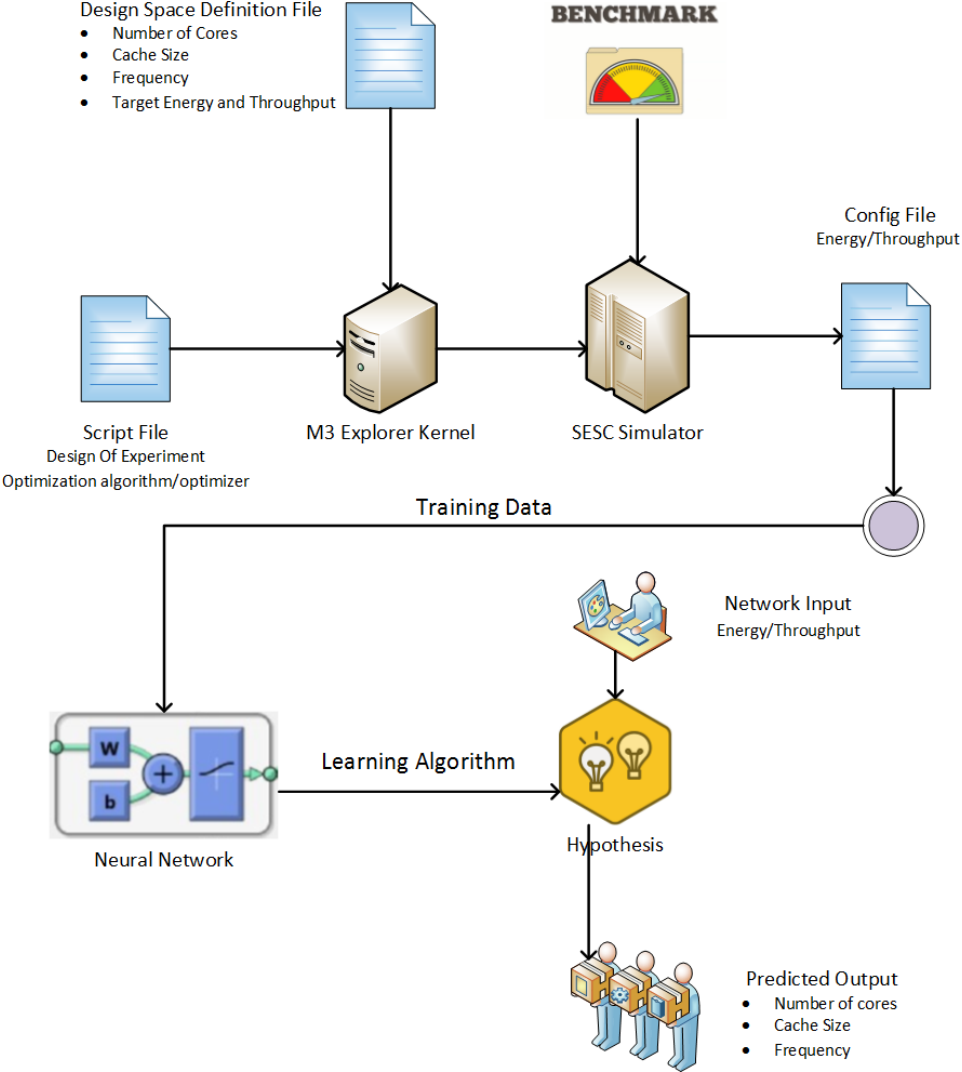 Design Space Definition File
• Number of Cores
• Cache Size
• Frequency
• Target Energy and Throughput
BENCHMARK
Config File
Energy/Throughput
Script File
Design Of Experiment
Optimization algorithm/optimizer
M3 Explorer Kernel
SESC Simulator
Training Data
Network Input
Energy/Throughput
W
b
+
Neural Network
Learning Algorithm
Hypothesis
Predicted Output
• Number of cores
• Cache Size
• Frequency